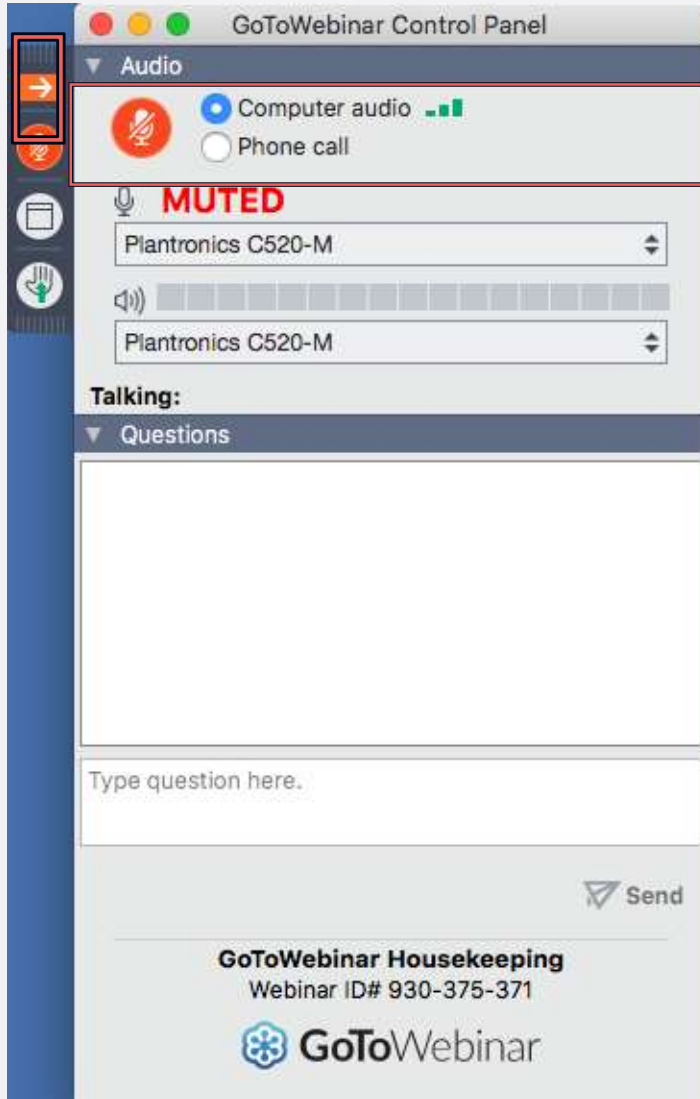 GoToWebinar Control Panel
Audio
Computer audio
Phone call
MUTED
Plantronics C520-M
Plantronics C520-M
Talking:
Questions
Type question here.
Send
GoToWebinar Housekeeping
Webinar ID# 930-375-371
GoToWebinar